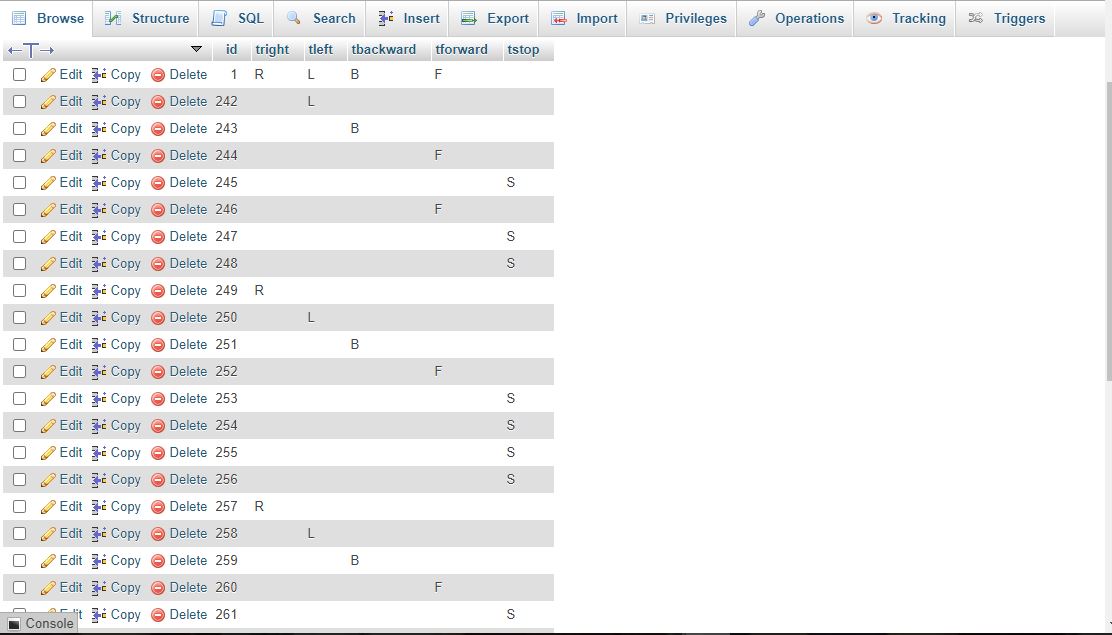 Browse Structure SQL Search Insert Export Import Privileges Operations Tracking Triggers
←T→ id tright tleft tbackward tforward tstop
Edit Copy Delete 1 R L B F
Edit Copy Delete 242 L
Edit Copy Delete 243 B
Edit Copy Delete 244 F
Edit Copy Delete 245 S
Edit Copy Delete 246 F
Edit Copy Delete 247 S
Edit Copy Delete 248 S
Edit Copy Delete 249 R
Edit Copy Delete 250 L
Edit Copy Delete 251 B
Edit Copy Delete 252 F
Edit Copy Delete 253 S
Edit Copy Delete 254 S
Edit Copy Delete 255 S
Edit Copy Delete 256 S
Edit Copy Delete 257 R
Edit Copy Delete 258 L
Edit Copy Delete 259 B
Edit Copy Delete 260 F
Edit Copy Delete 261 S
Console